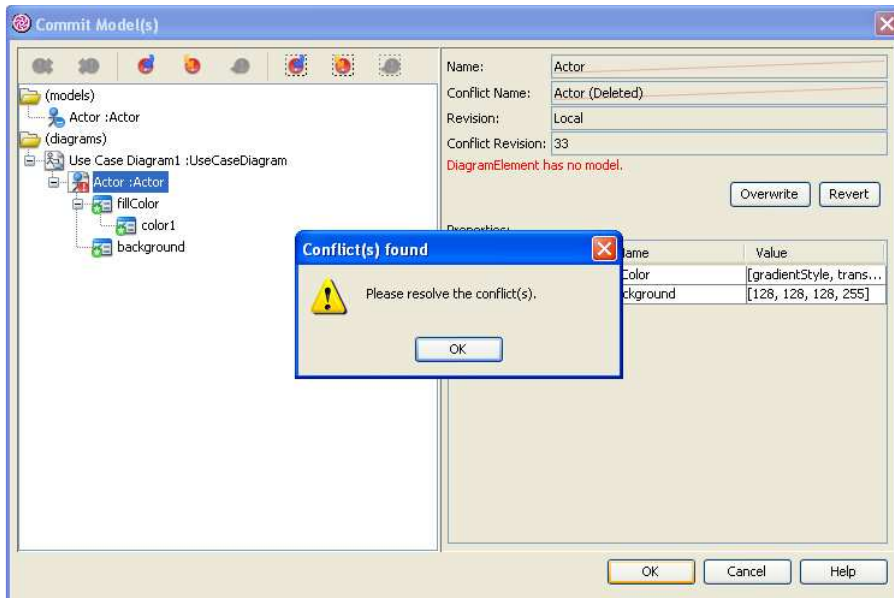 Commit Model(s)
(models)
Actor :Actor
(diagrams)
Use Case Diagram1 :UseCaseDiagram
Actor :Actor
fillColor
color1
background
Name: Actor
Conflict Name: Actor (Deleted)
Revision: Local
Conflict Revision: 33
DiagramElement has no model.
Overwrite Revert
Properties:
Value
Color [gradientStyle, trans...
ckground [128, 128, 128, 255]
Conflict(s) found
Please resolve the conflict(s).
OK
OK Cancel Help